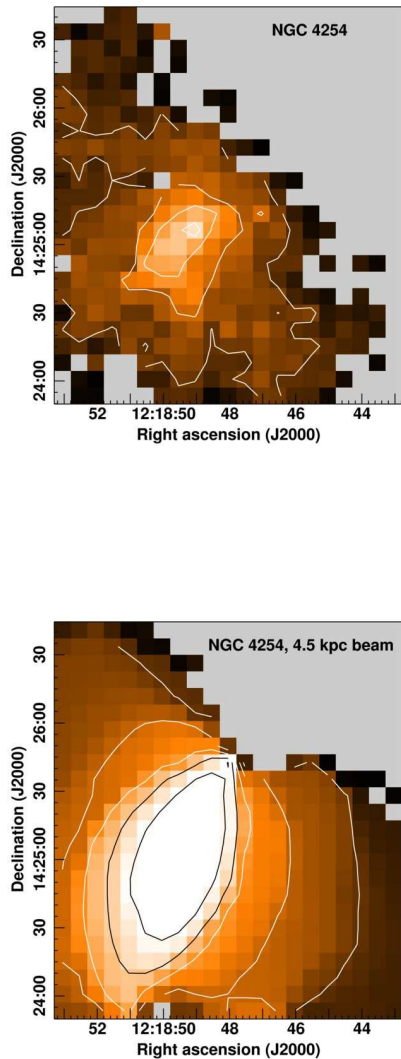 NGC 4254
30
26:00
30
14:25:00
30
24:00
Declination (J2000)
52 12:18:50 48 46 44
Right ascension (J2000)
NGC 4254, 4.5 kpc beam
30
26:00
30
14:25:00
30
24:00
Declination (J2000)
52 12:18:50 48 46 44
Right ascension (J2000)